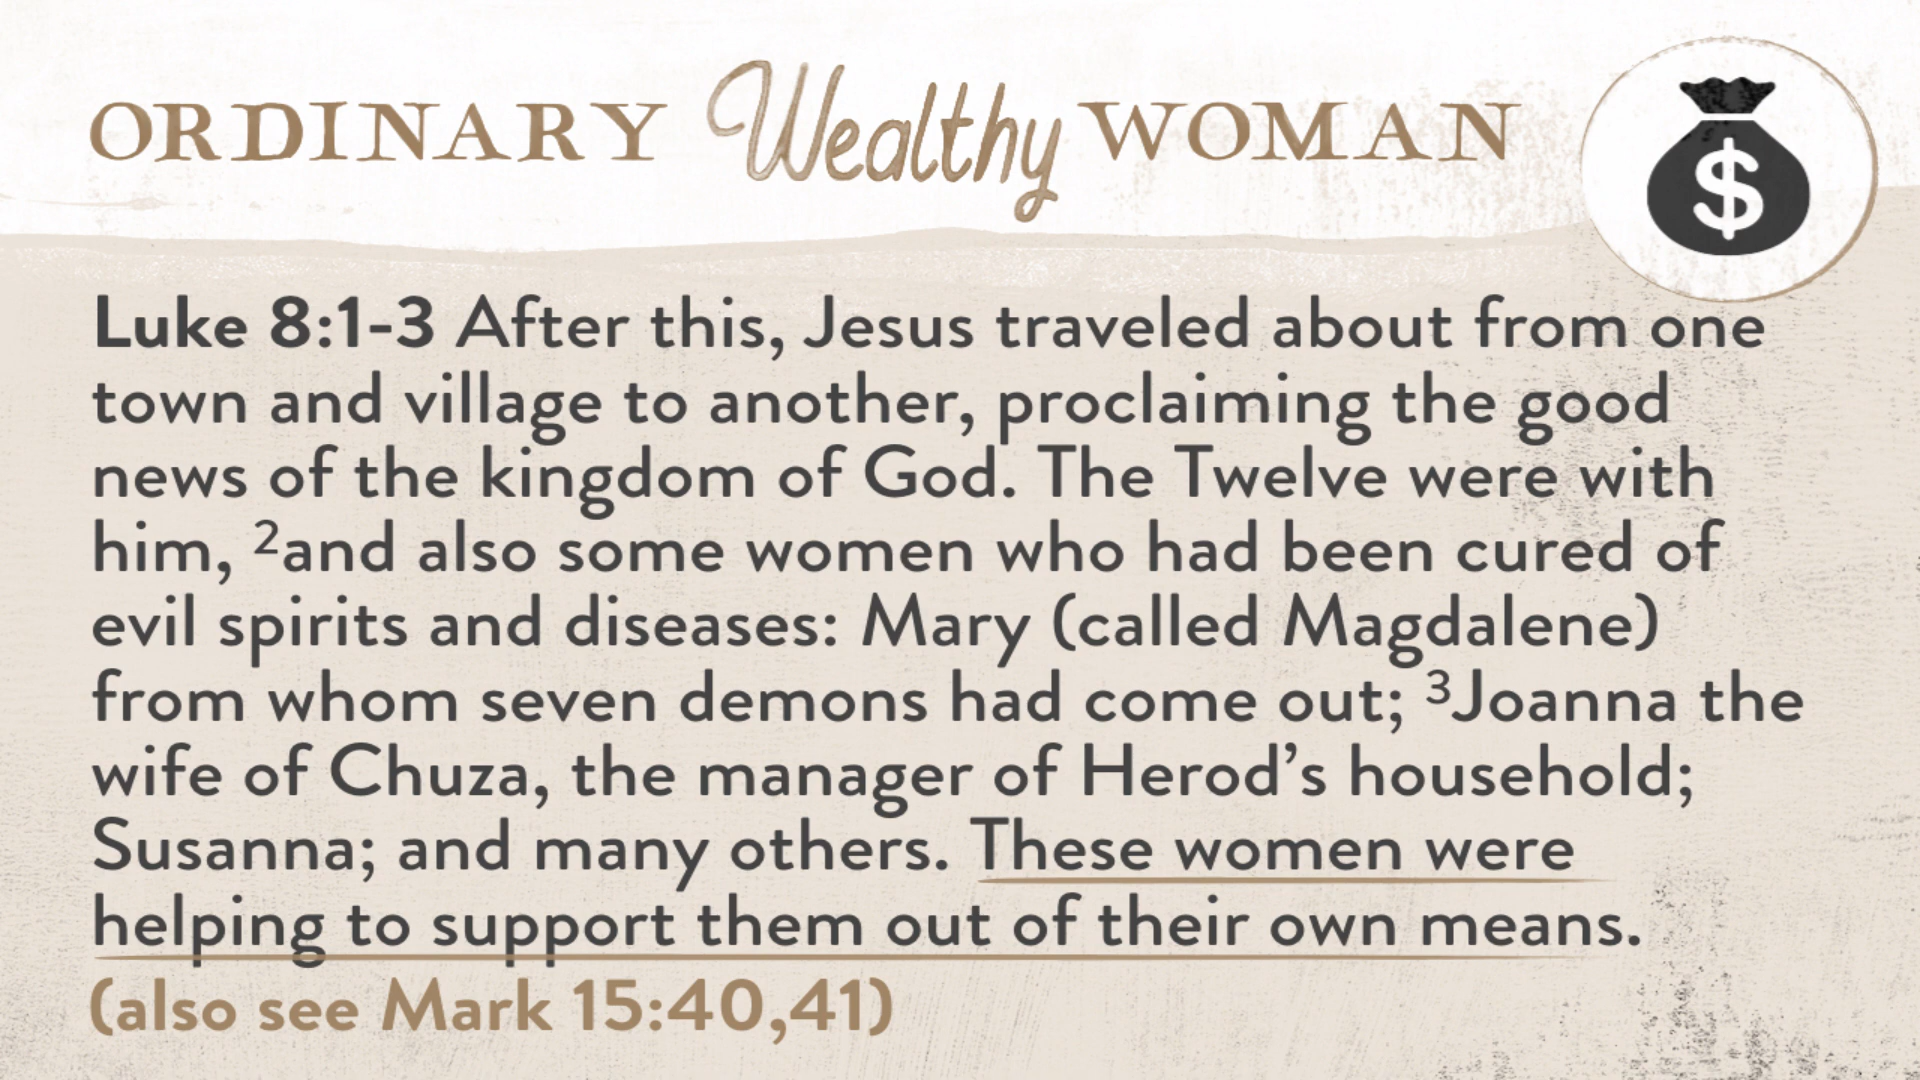 ORDINARY Wealthy WOMAN
$
Luke 8:1-3 After this, Jesus traveled about from one
town and village to another, proclaiming the good
news of the kingdom of God. The Twelve were with
him, ²and also some women who had been cured of
evil spirits and diseases: Mary (called Magdalene)
from whom seven demons had come out; ³Joanna the
wife of Chuza, the manager of Herod’s household;
Susanna; and many others. These women were
helping to support them out of their own means.
(also see Mark 15:40,41)